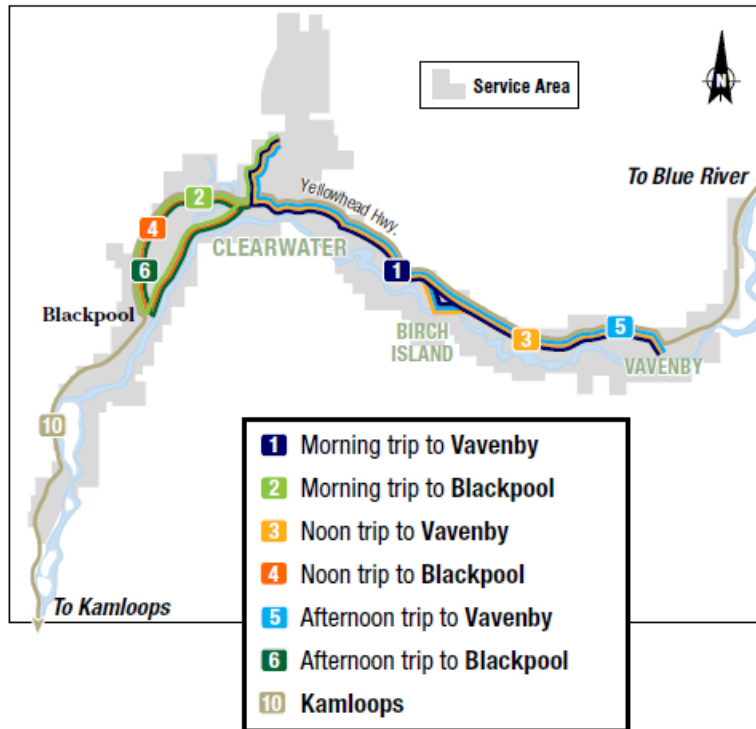 Service Area
N
To Blue River
Yellowhead Hwy.
2
4
CLEARWATER
6
1
Blackpool
BIRCH
ISLAND
3
5
VAVENBY
10
To Kamloops
1 Morning trip to Vavenby
2 Morning trip to Blackpool
3 Noon trip to Vavenby
4 Noon trip to Blackpool
5 Afternoon trip to Vavenby
6 Afternoon trip to Blackpool
10 Kamloops